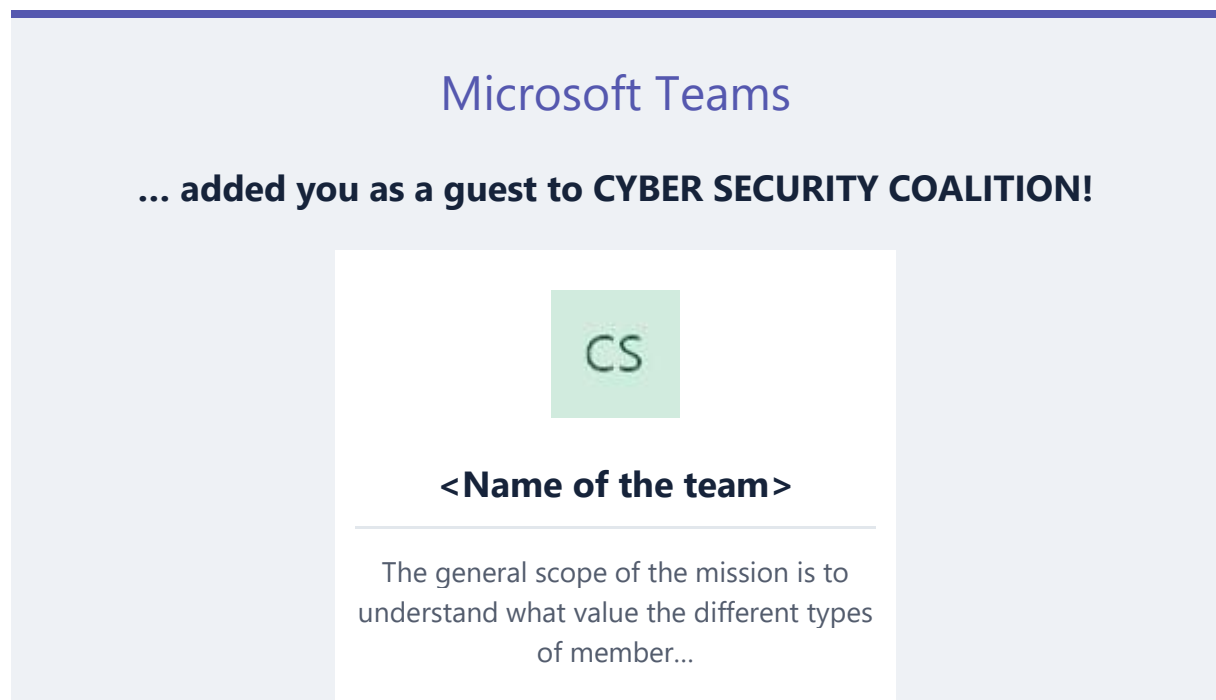 Microsoft Teams
... added you as a guest to CYBER SECURITY COALITION!
CS
<Name of the team>
The general scope of the mission is to
understand what value the different types
of member...